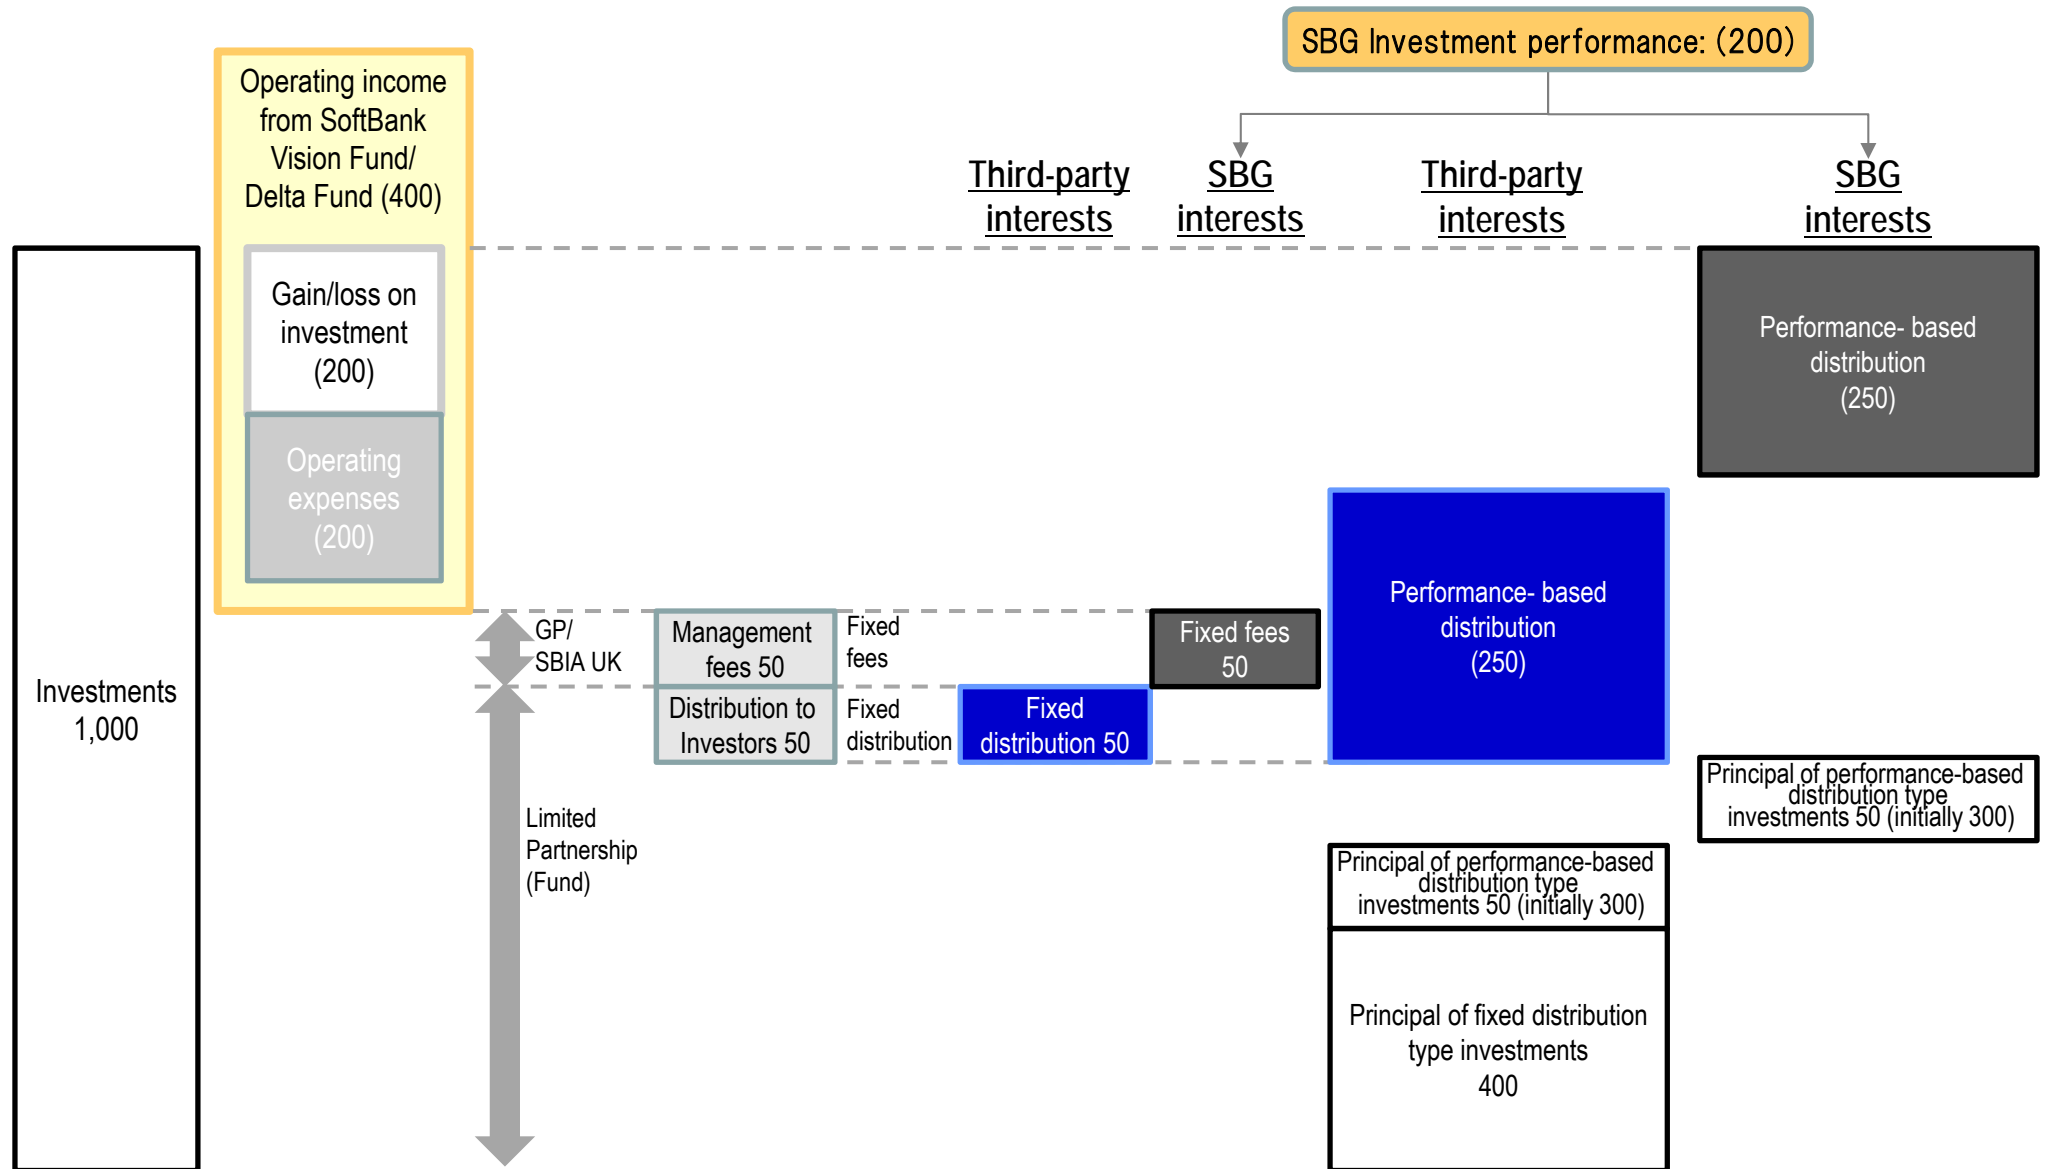 SBG Investment performance: (200)
Operating income
from SoftBank
Vision Fund/
Delta Fund (400)
Third-party
interests
SBG
interests
Third-party
interests
SBG
interests
Gain/loss on
investment
(200)
Operating
expenses
(200)
Performance- based
distribution
(250)
Investments
1,000
GP/
SBIA UK
Management
fees 50
Fixed
fees
Fixed fees
50
Performance- based
distribution
(250)
Distribution to
Investors 50
Fixed
distribution
Fixed
distribution 50
Limited
Partnership
(Fund)
Principal of performance-based
distribution type
investments 50 (initially 300)
Principal of performance-based
distribution type
investments 50 (initially 300)
Principal of fixed distribution
type investments
400